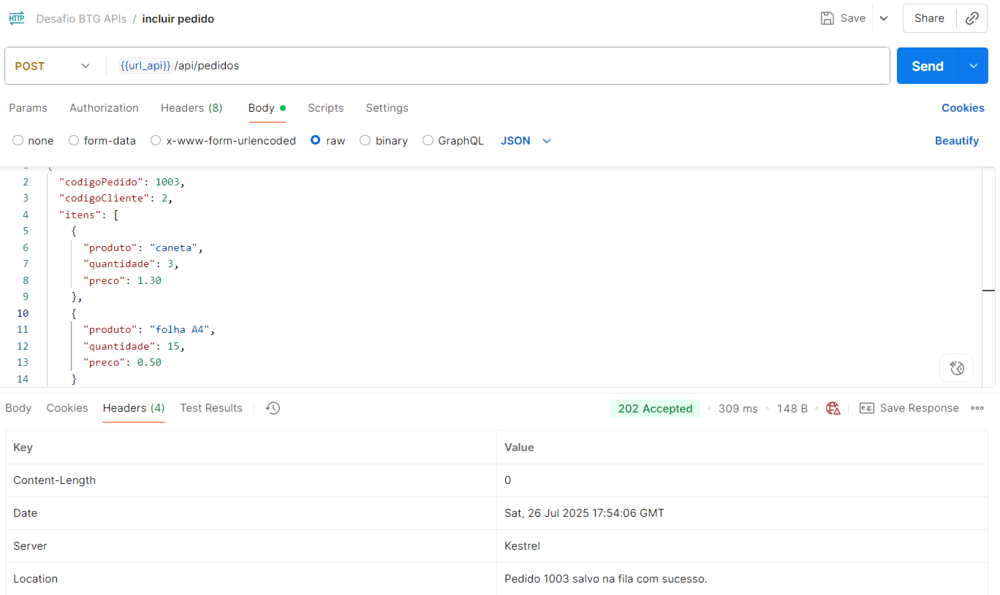 HTTP Desafio BTG APIs / incluir pedido Save Share
POST {{url_api}} /api/pedidos Send
Params Authorization Headers (8) Body Scripts Settings Cookies
none form-data x-www-form-urlencoded raw binary GraphQL JSON Beautify
1 {
2 "codigoPedido": 1003,
3 "codigoCliente": 2,
4 "itens": [
5 {
6 "produto": "caneta",
7 "quantidade": 3,
8 "preco": 1.30
9 },
10 {
11 "produto": "folha A4",
12 "quantidade": 15,
13 "preco": 0.50
14 }
Body Cookies Headers (4) Test Results 202 Accepted 309 ms 148 B e.g. Save Response
Key Value
Content-Length 0
Date Sat, 26 Jul 2025 17:54:06 GMT
Server Kestrel
Location Pedido 1003 salvo na fila com sucesso.